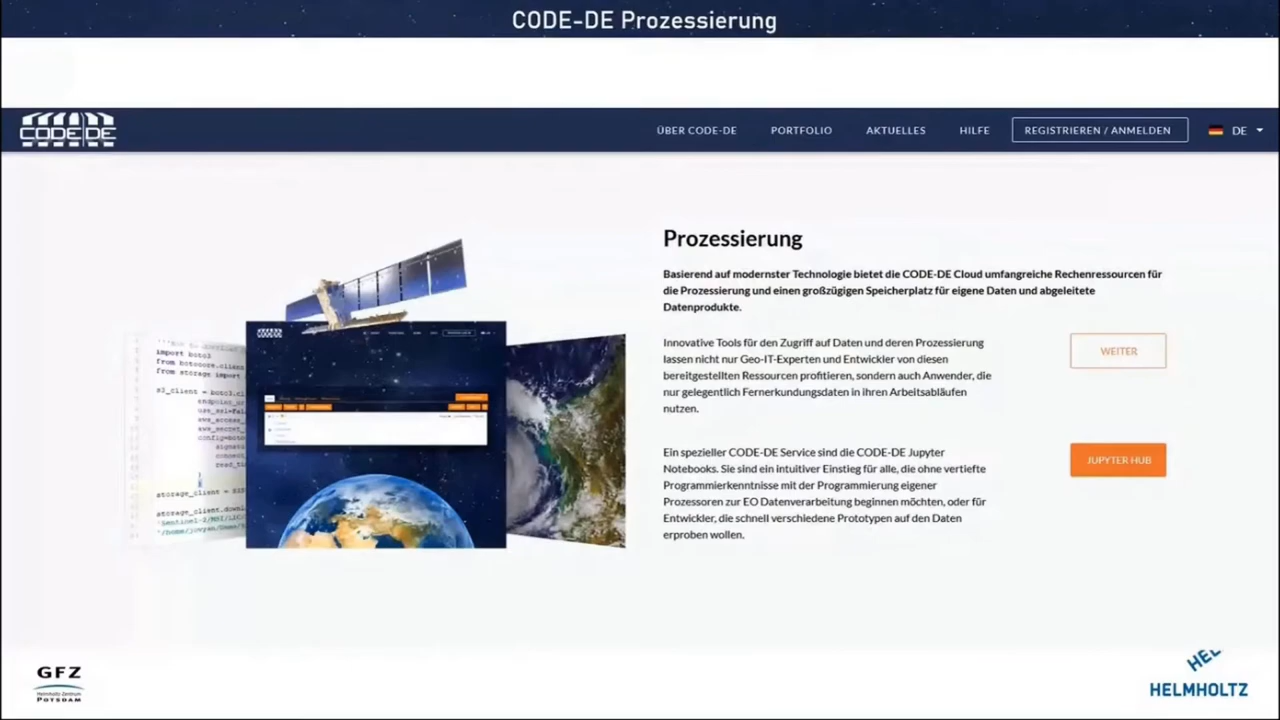 CODE-DE Prozessierung
CODE DE
ÜBER CODE-DE
PORTFOLIO
AKTUELLES
HILFE
REGISTRIEREN / ANMELDEN
DE
Prozessierung
Basierend auf modernster Technologie bietet die CODE-DE Cloud umfangreiche Rechenressourcen für
die Prozessierung und einen großzügigen Speicherplatz für eigene Daten und abgeleitete
Datenprodukte.
Innovative Tools für den Zugriff auf Daten und deren Prozessierung
lassen nicht nur Geo-IT-Experten und Entwickler von diesen
bereitgestellten Ressourcen profitieren, sondern auch Anwender, die
nur gelegentlich Fernerkundungsdaten in ihren Arbeitsabläufen
nutzen.
WEITER
Ein spezieller CODE-DE Service sind die CODE-DE Jupyter
Notebooks. Sie sind ein intuitiver Einstieg für alle, die ohne vertiefte
Programmierkenntnisse mit der Programmierung eigener
Prozessoren zur EO Datenverarbeitung beginnen möchten, oder für
Entwickler, die schnell verschiedene Prototypen auf den Daten
erproben wollen.
JUPYTER HUB
import boto3
from storage import
s3_client =
GFZ
Helmholtz Zentrum
POTSDAM
HEL
HELMHOLTZ